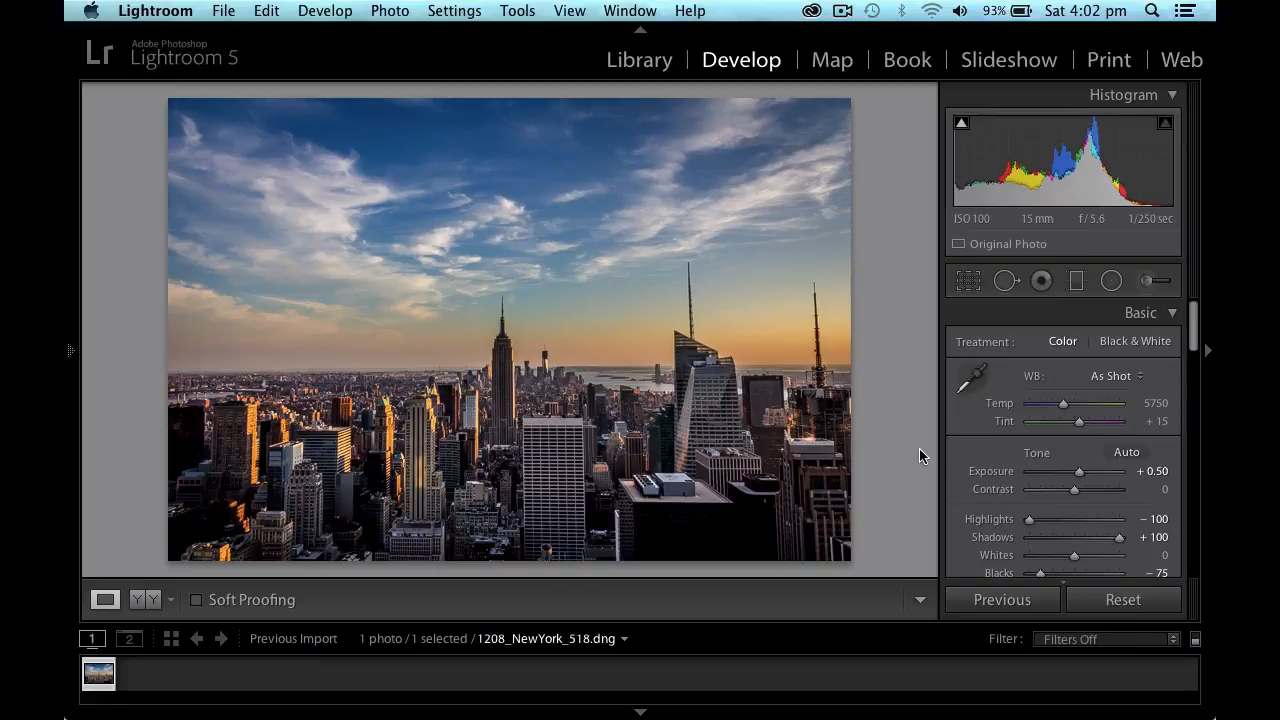 Lightroom File Edit Develop Photo Settings Tools View Window Help 93% Sat 4:02 pm
Lr Adobe Photoshop
Lightroom 5
Library | Develop | Map | Book | Slideshow | Print | Web
Histogram
ISO 100 15 mm f / 5.6 1/250 sec
Original Photo
Basic
Treatment : Color | Black & White
WB: As Shot
Temp 5750
Tint + 15
Tone Auto
Exposure + 0.50
Contrast 0
Highlights − 100
Shadows + 100
Whites 0
Blacks − 75
YY Soft Proofing
Previous Reset
1 2 Previous Import 1 photo / 1 selected / 1208_NewYork_518.dng Filter : Filters Off